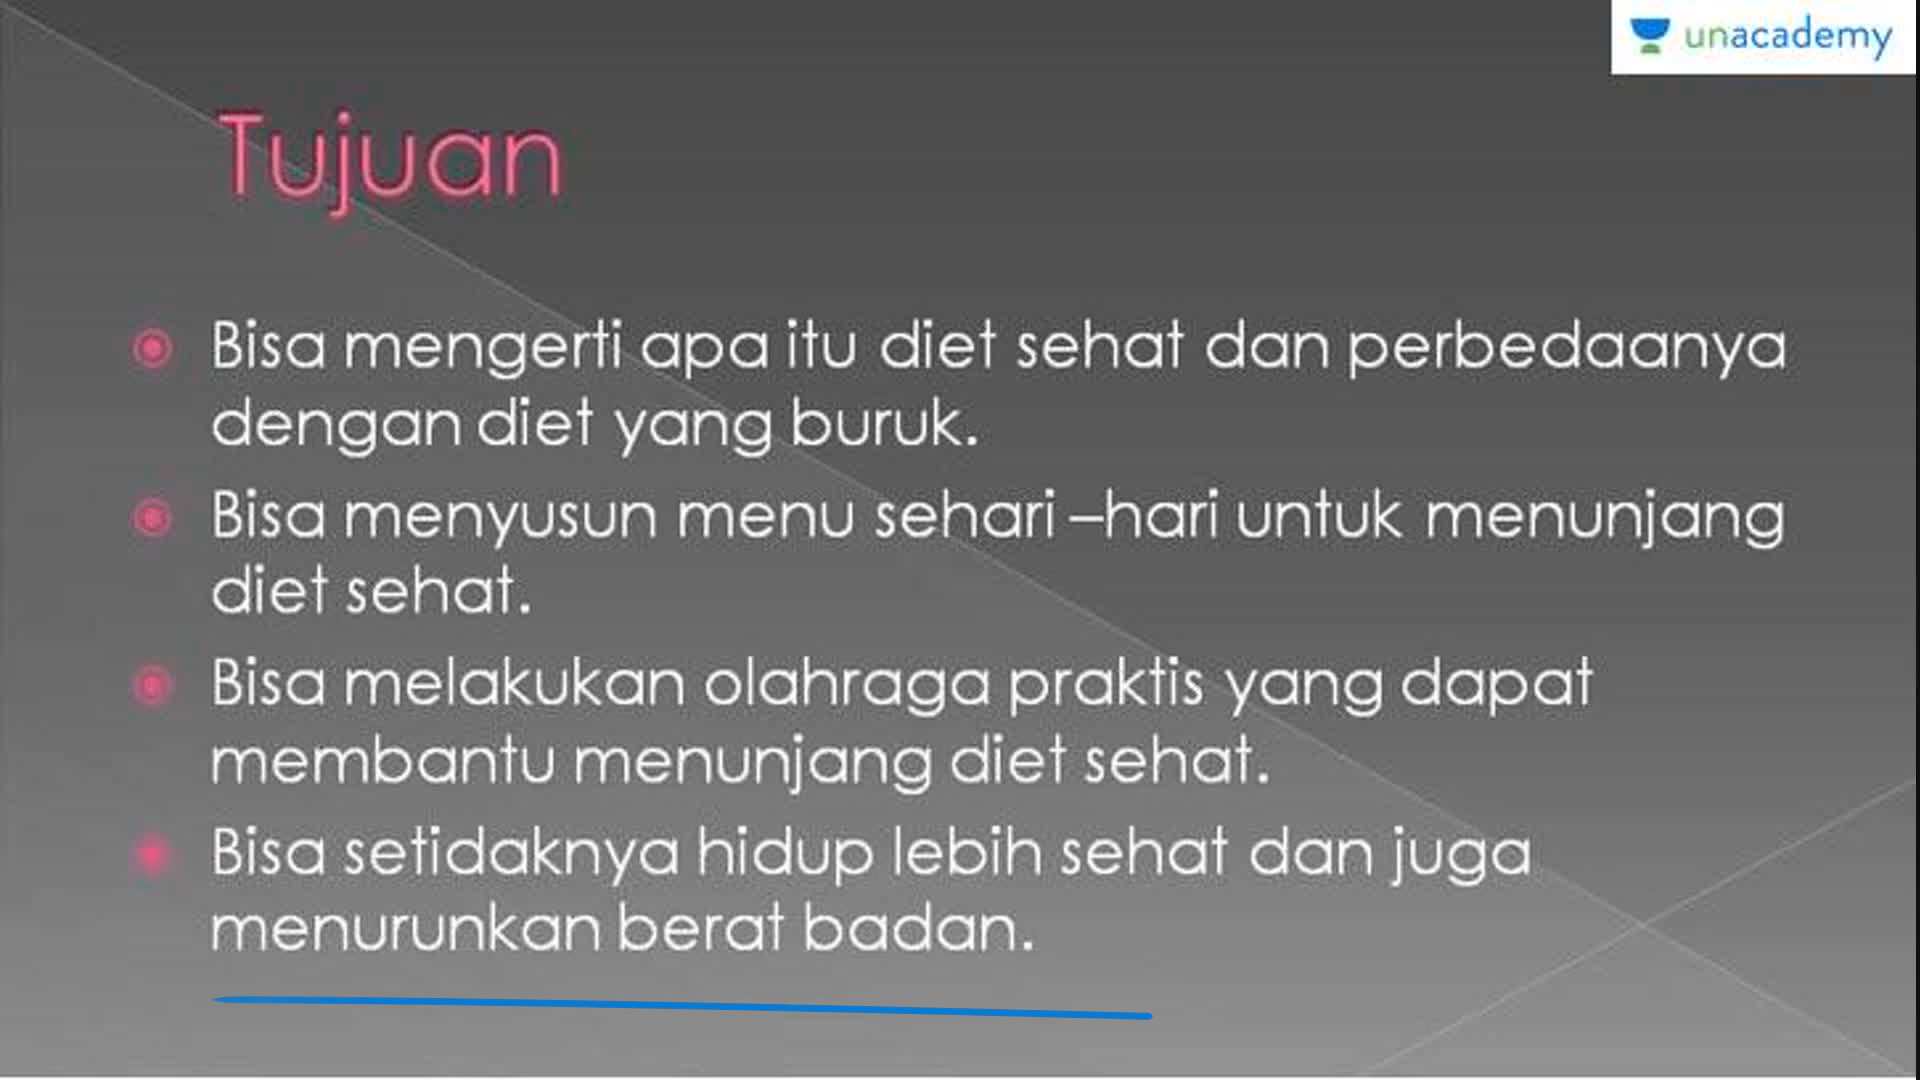 unacademy
Tujuan
Bisa mengerti apa itu diet sehat dan perbedaanya
dengan diet yang buruk.
Bisa menyusun menu sehari –hari untuk menunjang
diet sehat.
Bisa melakukan olahraga praktis yang dapat
membantu menunjang diet sehat.
Bisa setidaknya hidup lebih sehat dan juga
menurunkan berat badan.